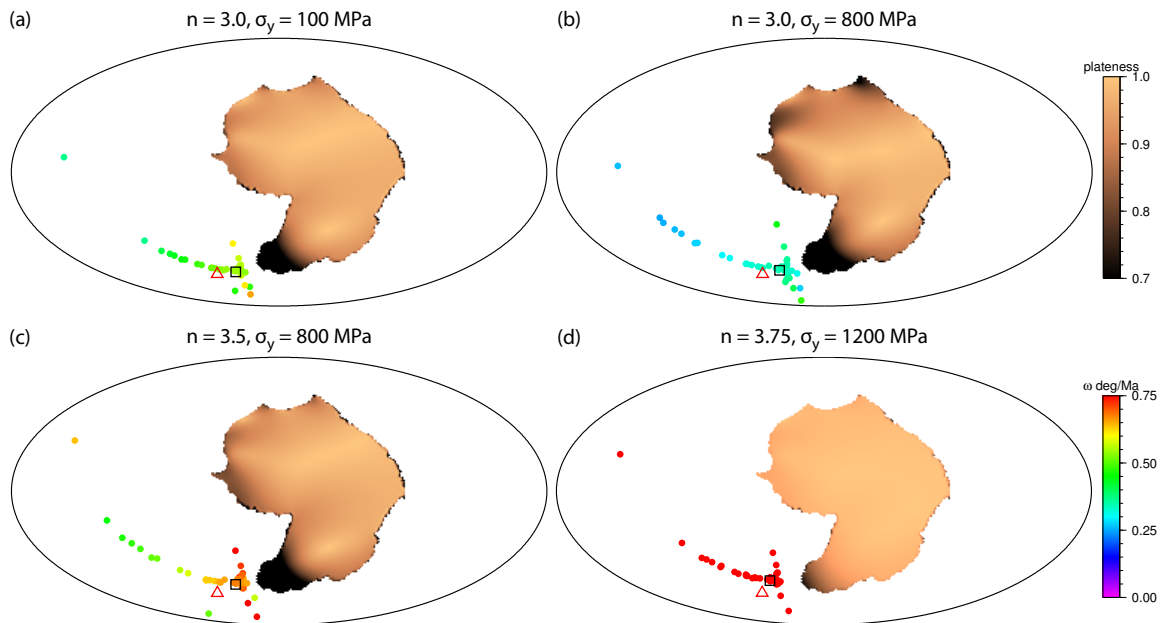 (a) n = 3.0, σy = 100 MPa
(b) n = 3.0, σy = 800 MPa
plateness
1.0
0.9
0.8
0.7
(c) n = 3.5, σy = 800 MPa
(d) n = 3.75, σy = 1200 MPa
ω deg/Ma
0.75
0.50
0.25
0.00